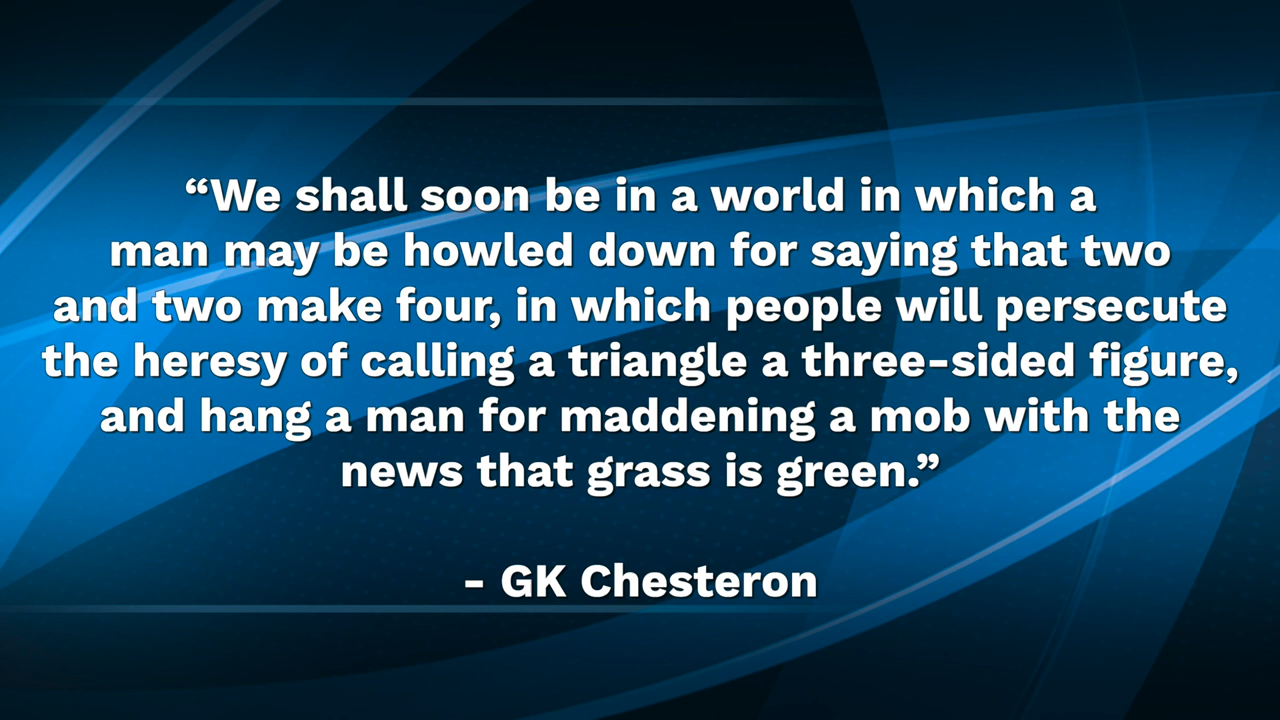 “We shall soon be in a world in which a
man may be howled down for saying that two
and two make four, in which people will persecute
the heresy of calling a triangle a three-sided figure,
and hang a man for maddening a mob with the
news that grass is green.”
- GK Chesteron